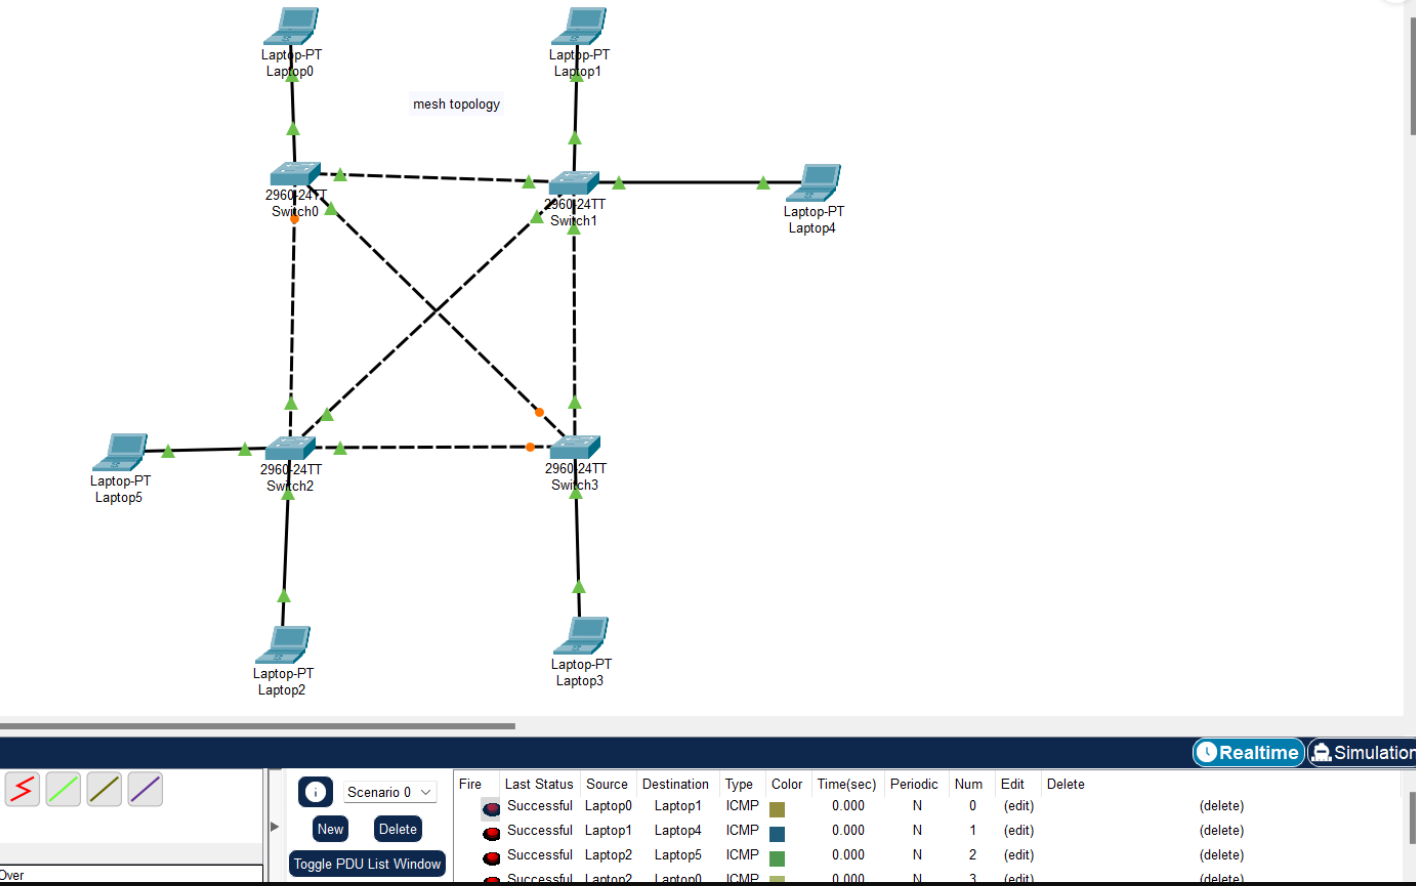 Laptop-PT
Laptop0
Laptop-PT
Laptop1
mesh topology
2960-24TT
Switch0
2960-24TT
Switch1
Laptop-PT
Laptop4
Laptop-PT
Laptop5
2960-24TT
Switch2
2960-24TT
Switch3
Laptop-PT
Laptop2
Laptop-PT
Laptop3
Realtime
Simulation
Scenario 0
New
Delete
Toggle PDU List Window
Over
Fire Last Status Source Destination Type Color Time(sec) Periodic Num Edit Delete
Successful Laptop0 Laptop1 ICMP 0.000 N 0 (edit) (delete)
Successful Laptop1 Laptop4 ICMP 0.000 N 1 (edit) (delete)
Successful Laptop2 Laptop5 ICMP 0.000 N 2 (edit) (delete)
Successful Laptop2 Laptop0 ICMP 0.000 N 3 (edit) (delete)